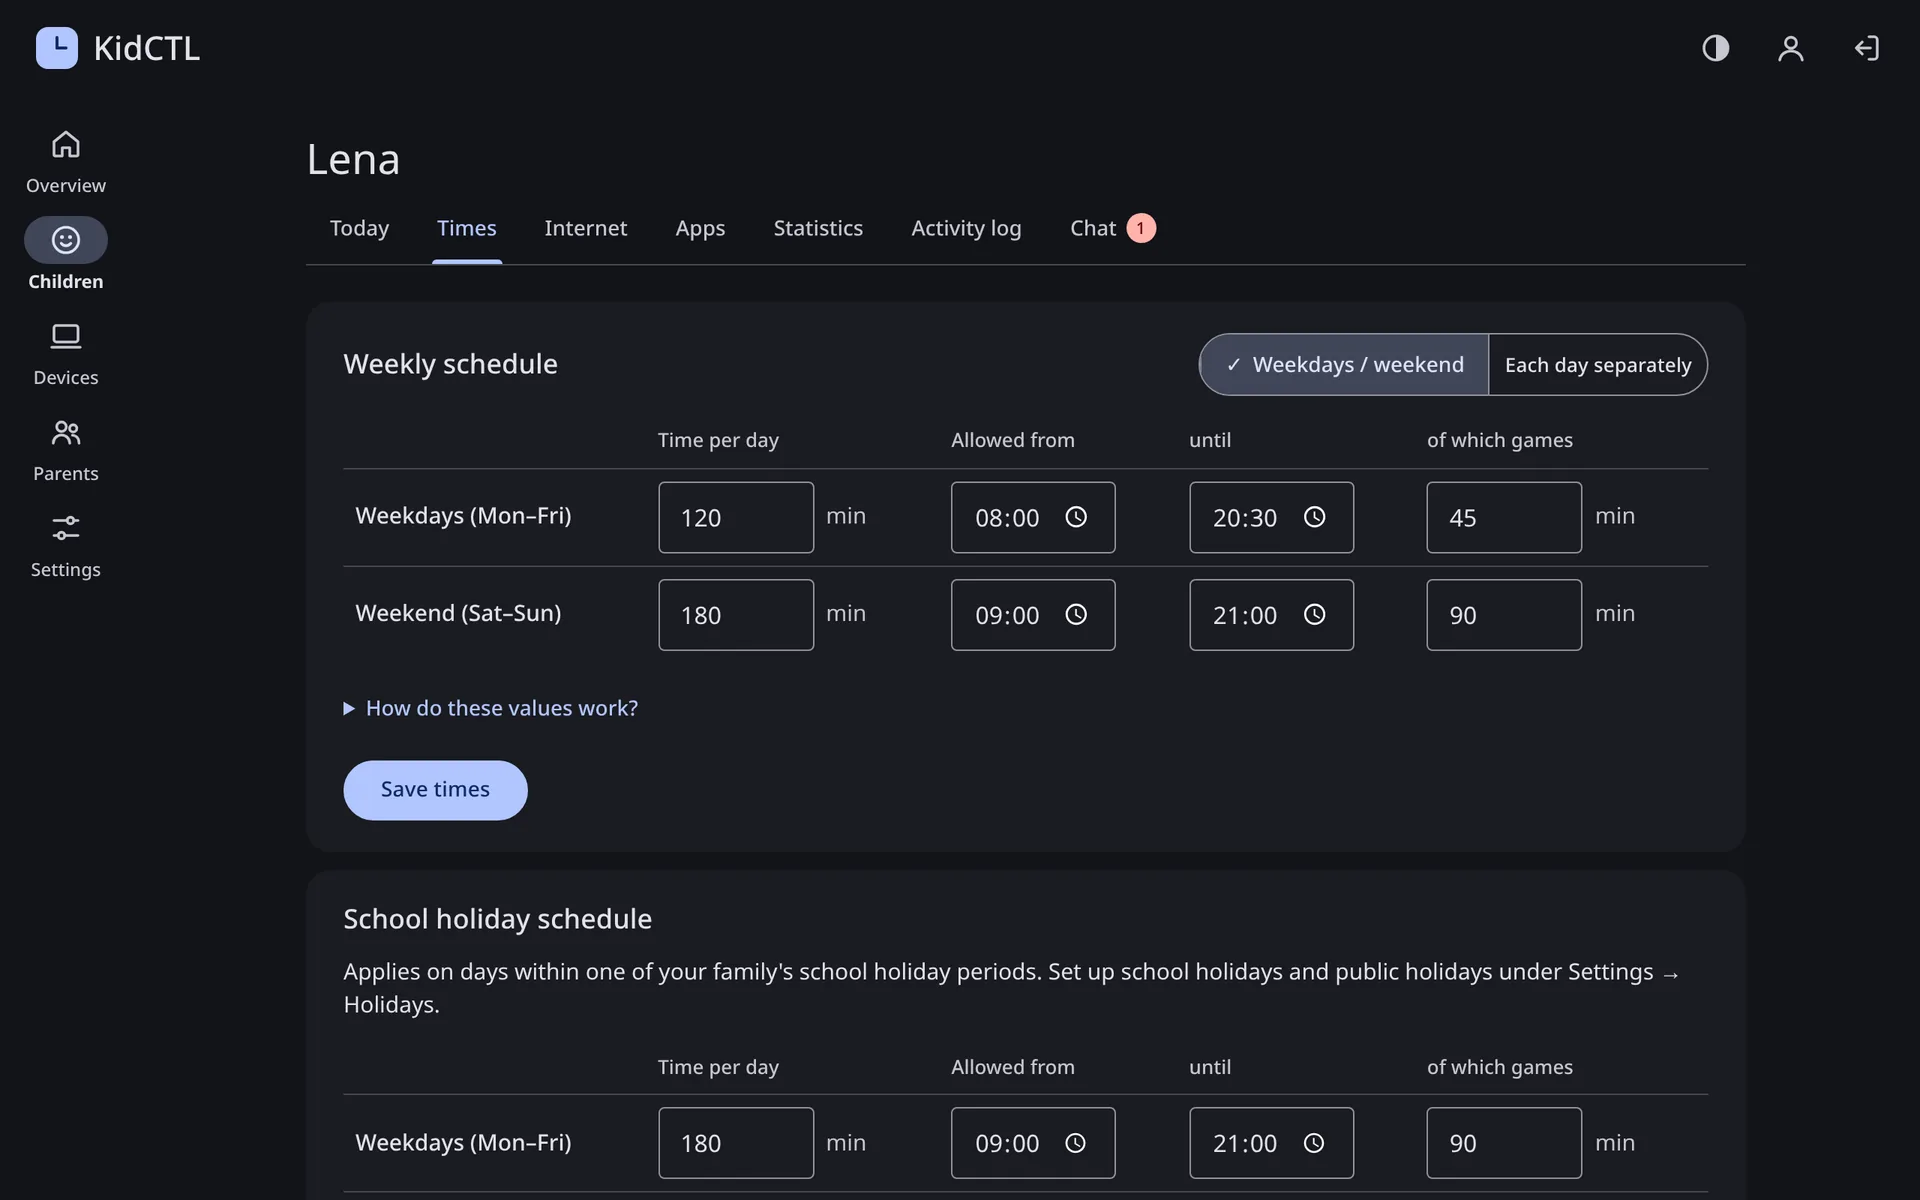 KidCTL
Overview
Children
Devices
Parents
Settings
Lena
Today Times Internet Apps Statistics Activity log Chat 1
Weekly schedule
✓ Weekdays / weekend Each day separately
Time per day Allowed from until of which games
Weekdays (Mon–Fri) 120 min 08:00 20:30 45 min
Weekend (Sat–Sun) 180 min 09:00 21:00 90 min
▶ How do these values work?
Save times
School holiday schedule
Applies on days within one of your family's school holiday periods. Set up school holidays and public holidays under Settings →
Holidays.
Time per day Allowed from until of which games
Weekdays (Mon–Fri) 180 min 09:00 21:00 90 min